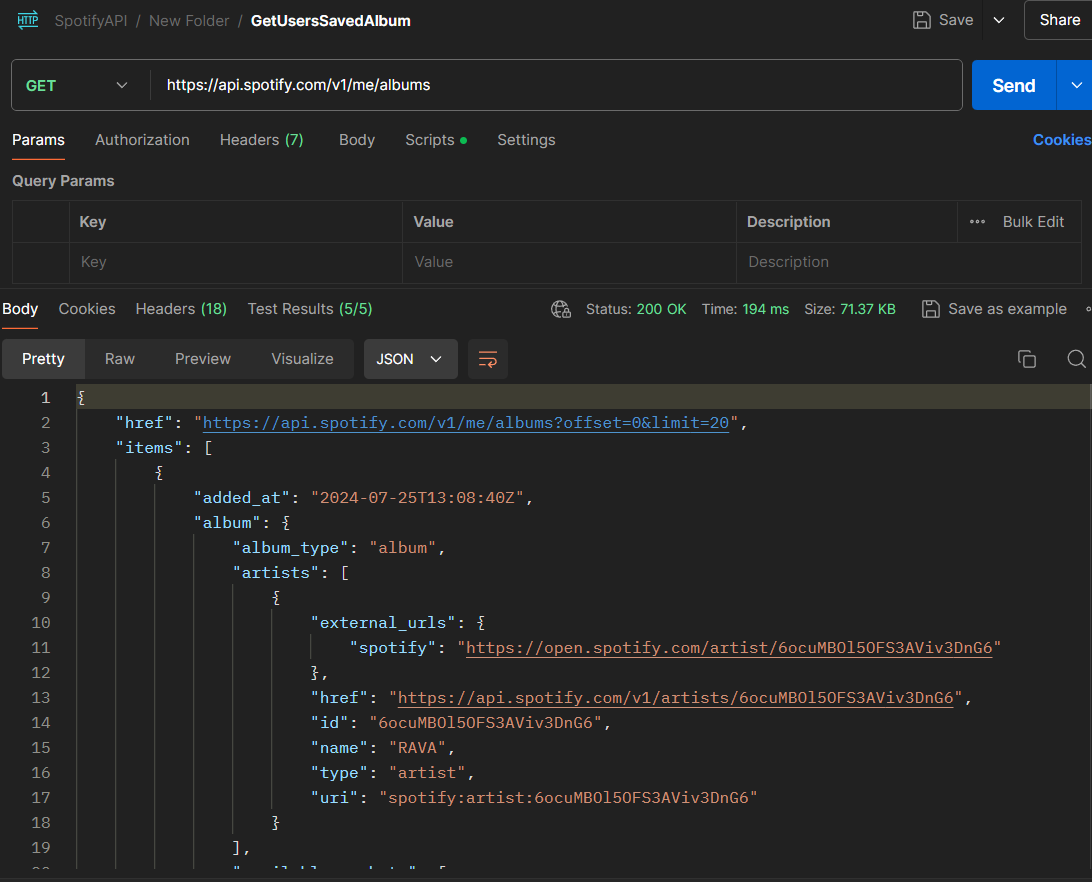 HTTP SpotifyAPI / New Folder / GetUsersSavedAlbum Save Share
GET https://api.spotify.com/v1/me/albums Send
Params Authorization Headers (7) Body Scripts Settings Cookies
Query Params
Key Value Description Bulk Edit
Key Value Description
Body Cookies Headers (18) Test Results (5/5) Status: 200 OK Time: 194 ms Size: 71.37 KB Save as example
Pretty Raw Preview Visualize JSON
1 {
2 "href": "https://api.spotify.com/v1/me/albums?offset=0&limit=20",
3 "items": [
4 {
5 "added_at": "2024-07-25T13:08:40Z",
6 "album": {
7 "album_type": "album",
8 "artists": [
9 {
10 "external_urls": {
11 "spotify": "https://open.spotify.com/artist/6ocuMBOl5OFS3AViv3DnG6"
12 },
13 "href": "https://api.spotify.com/v1/artists/6ocuMBOl5OFS3AViv3DnG6",
14 "id": "6ocuMBOl5OFS3AViv3DnG6",
15 "name": "RAVA",
16 "type": "artist",
17 "uri": "spotify:artist:6ocuMBOl5OFS3AViv3DnG6"
18 }
19 ],